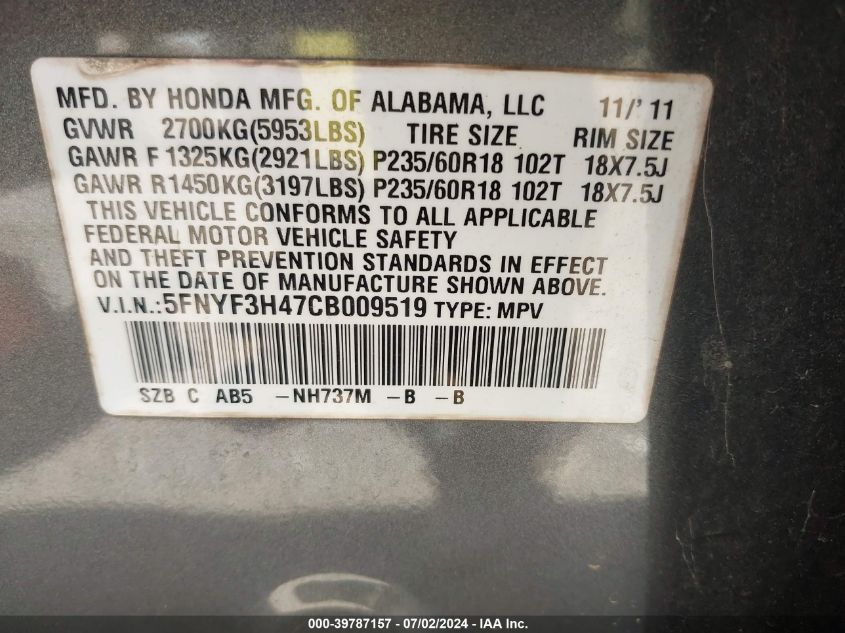 MFD. BY HONDA MFG. OF ALABAMA, LLC 11/'11
GVWR 2700KG(5953LBS) TIRE SIZE RIM SIZE
GAWR F 1325KG(2921LBS) P235/60R18 102T 18X7.5J
GAWR R1450KG(3197LBS) P235/60R18 102T 18X7.5J
THIS VEHICLE CONFORMS TO ALL APPLICABLE
FEDERAL MOTOR VEHICLE SAFETY
AND THEFT PREVENTION STANDARDS IN EFFECT
ON THE DATE OF MANUFACTURE SHOWN ABOVE.
V.I.N.:5FNYF3H47CB009519 TYPE: MPV
SZB C AB5 -NH737M -B -B
000-39787157 - 07/02/2024 - IAA Inc.